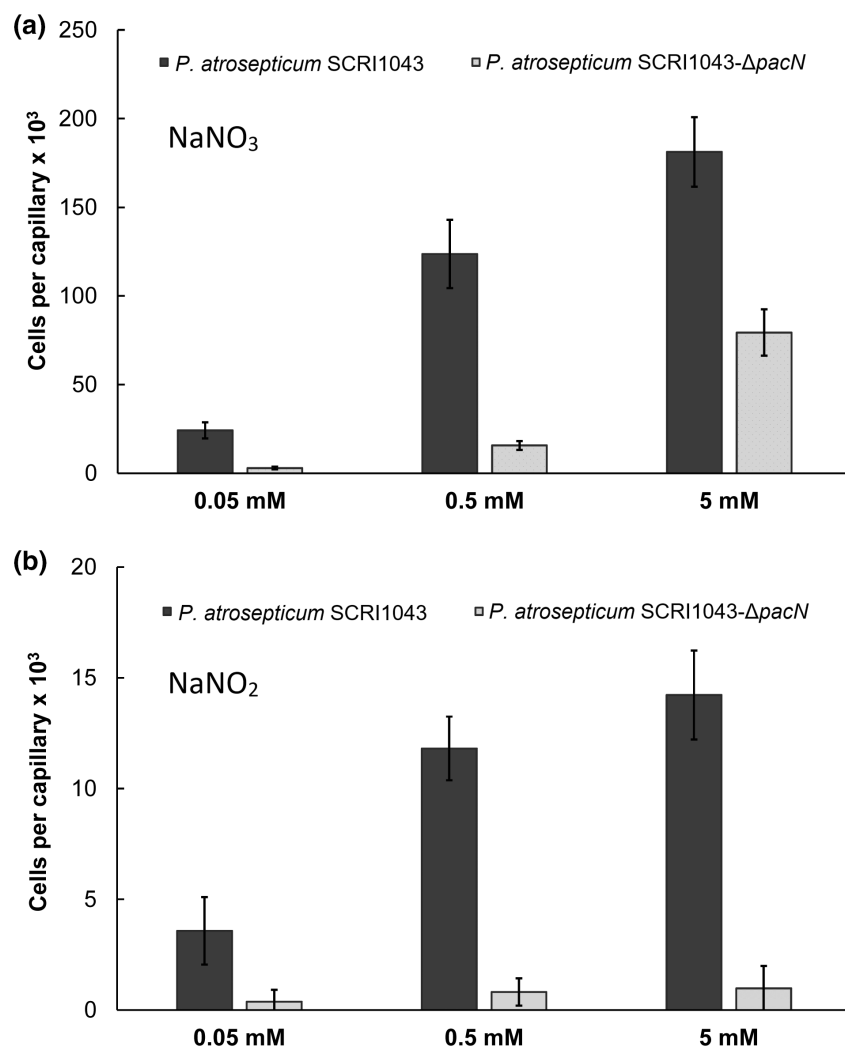 (a)
Cells per capillary x 10³
250
200
150
100
50
0
■ P. atrosepticum SCRI1043 ■ P. atrosepticum SCRI1043-ΔpacN
NaNO₃
0.05 mM 0.5 mM 5 mM
(b)
Cells per capillary x 10³
20
15
10
5
0
■ P. atrosepticum SCRI1043 ■ P. atrosepticum SCRI1043-ΔpacN
NaNO₂
0.05 mM 0.5 mM 5 mM